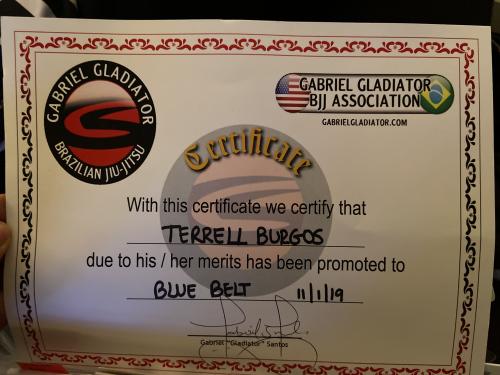 GABRIEL GLADIATOR
BRAZILIAN JIU-JITSU
GABRIEL GLADIATOR
BJJ ASSOCIATION
GABRIELGLADIATOR.COM
Certificate
With this certificate we certify that
TERRELL BURGOS
due to his / her merits has been promoted to
BLUE BELT 11/1/19
Gabriel "Gladiator" Santos